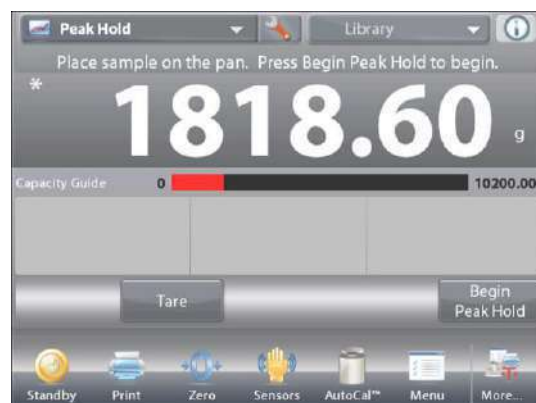 Peak Hold Library
Place sample on the pan. Press Begin Peak Hold to begin.
* 1818.60 g
Capacity Guide 0 10200.00
Tare
Begin
Peak Hold
Standby Print Zero Sensors AutoCal™ Menu More...